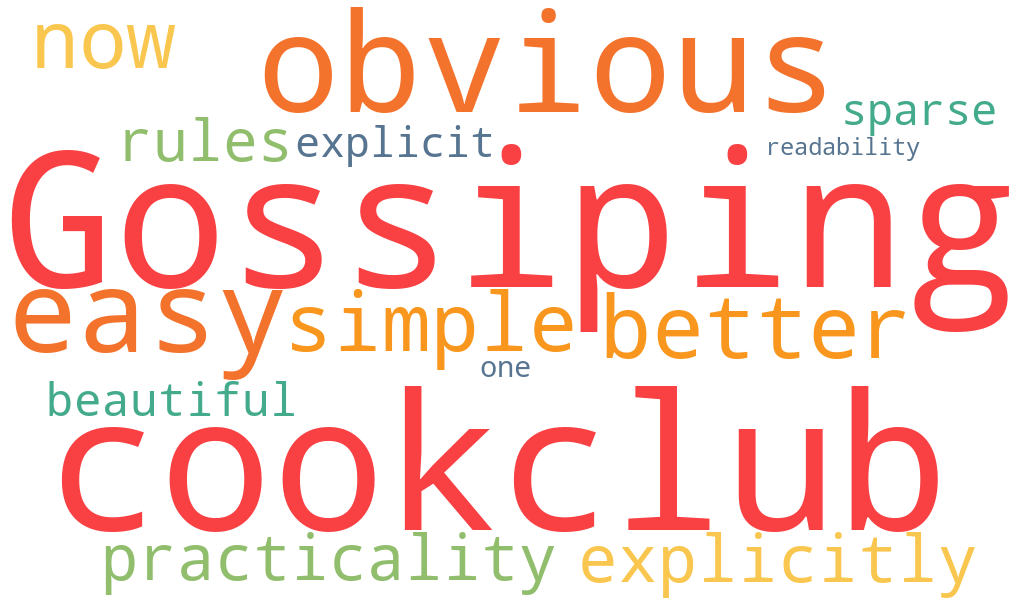 now obvious
sparse
rules explicit readability
Gossiping
easy simple better
one
beautiful
cookclub
practicality explicitly